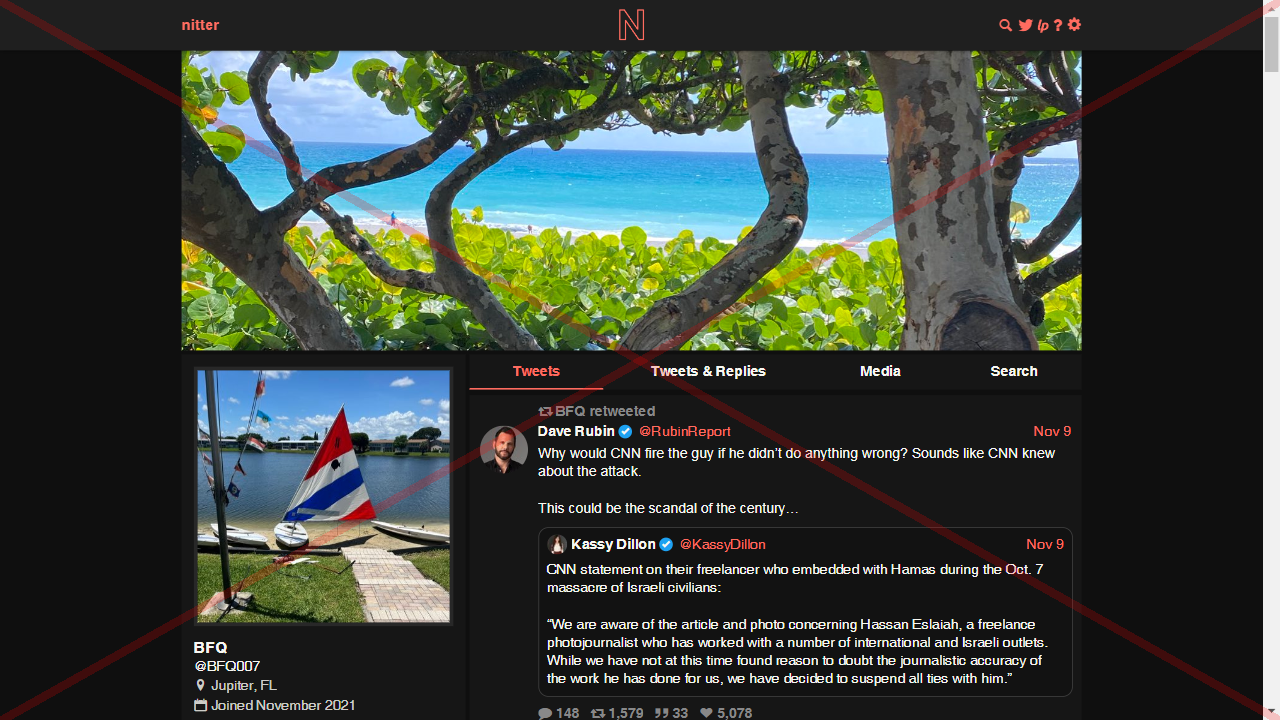 nitter
N
lp ?
Tweets
Tweets & Replies
Media
Search
BFQ retweeted
Dave Rubin @RubinReport Nov 9
Why would CNN fire the guy if he didn't do anything wrong? Sounds like CNN knew
about the attack.
This could be the scandal of the century…
Kassy Dillon @KassyDillon Nov 9
CNN statement on their freelancer who embedded with Hamas during the Oct. 7
massacre of Israeli civilians:
“We are aware of the article and photo concerning Hassan Eslaiah, a freelance
photojournalist who has worked with a number of international and Israeli outlets.
While we have not at this time found reason to doubt the journalistic accuracy of
the work he has done for us, we have decided to suspend all ties with him.”
148 1,579 33 5,078
BFQ
@BFQ007
Jupiter, FL
Joined November 2021